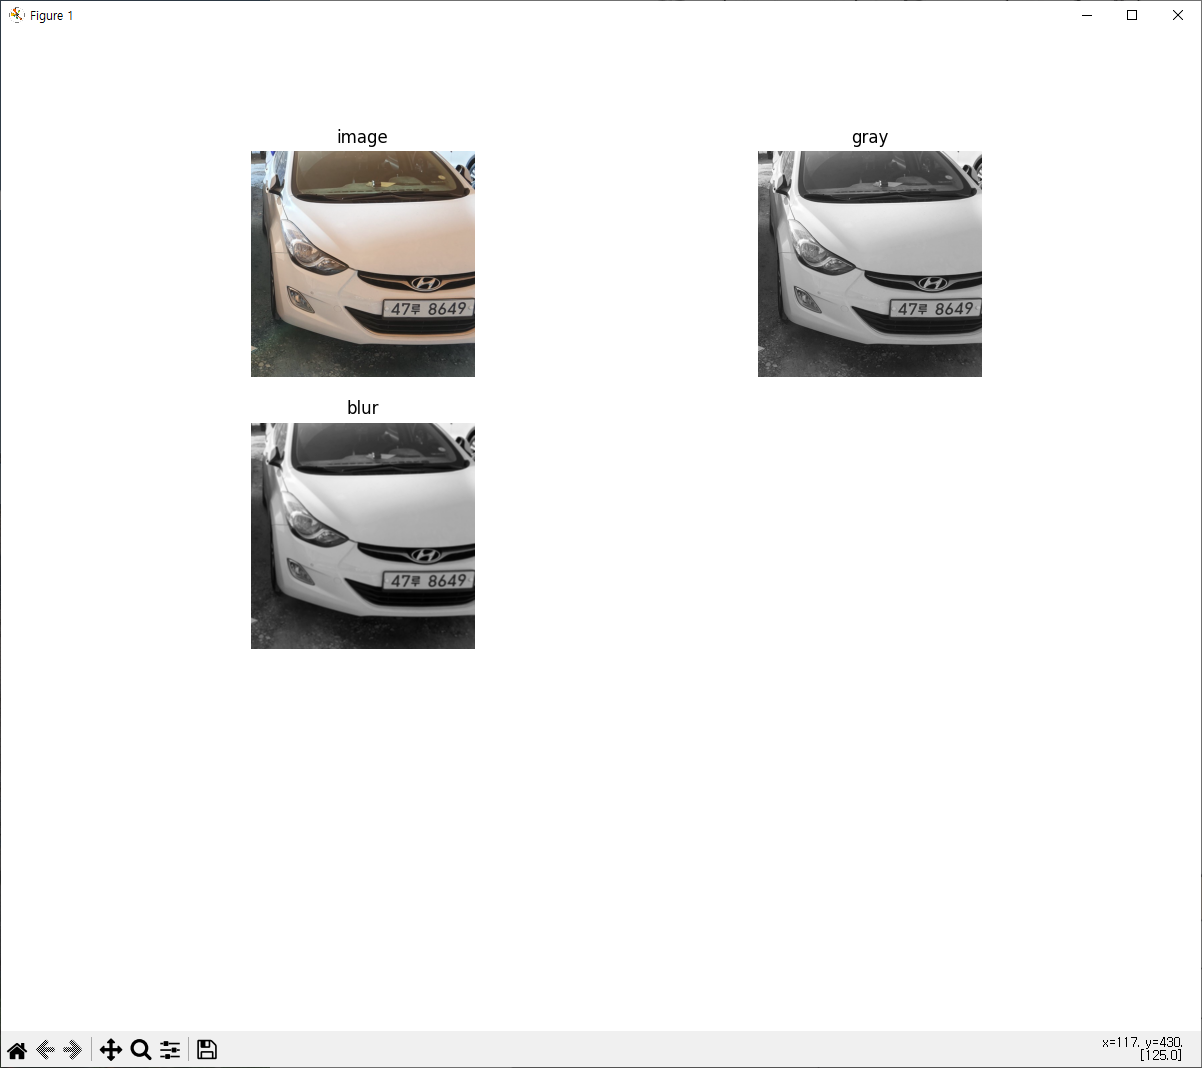 Figure 1
image
gray
47루 8649
47루 8649
blur
47루 8649
x=117. y=430.
[125.0]